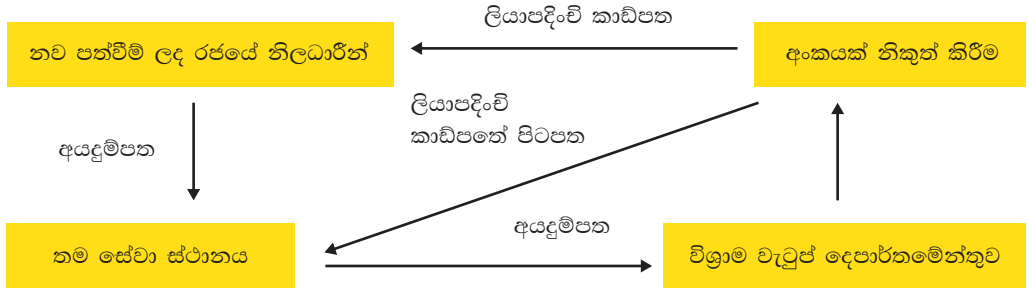 ලියාපදිංචි කාඩ්පත
නව පත්වීම් ලද රජයේ නිලධාරීන්
අංකයක් නිකුත් කිරීම
ලියාපදිංචි
කාඩ්පතේ පිටපත
අයදුම්පත
අයදුම්පත
තම සේවා ස්ථානය
විශ්‍රාම වැටුප් දෙපාර්තමේන්තුව